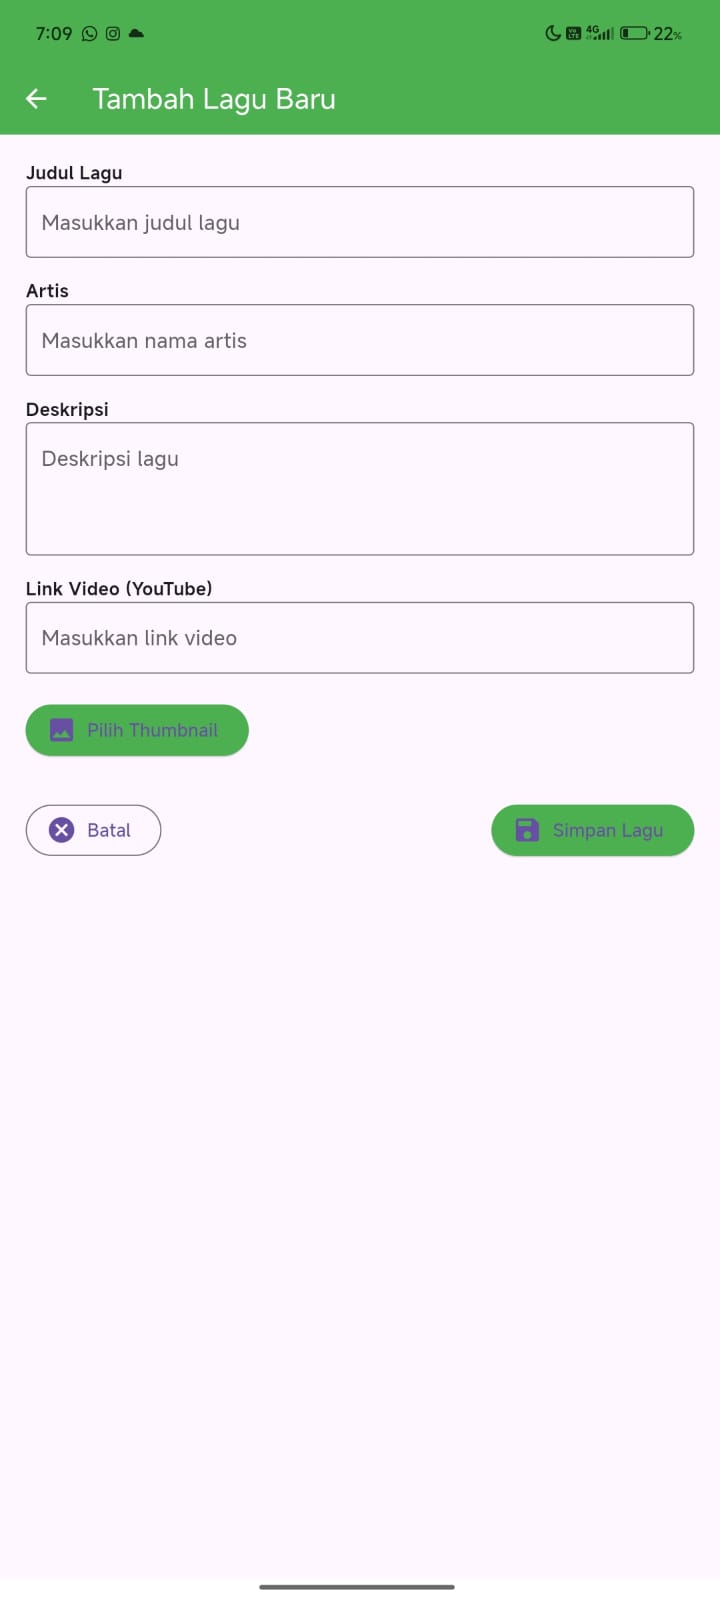 7:09
4G
22%
Tambah Lagu Baru
Judul Lagu
Masukkan judul lagu
Artis
Masukkan nama artis
Deskripsi
Deskripsi lagu
Link Video (YouTube)
Masukkan link video
Pilih Thumbnail
Batal
Simpan Lagu